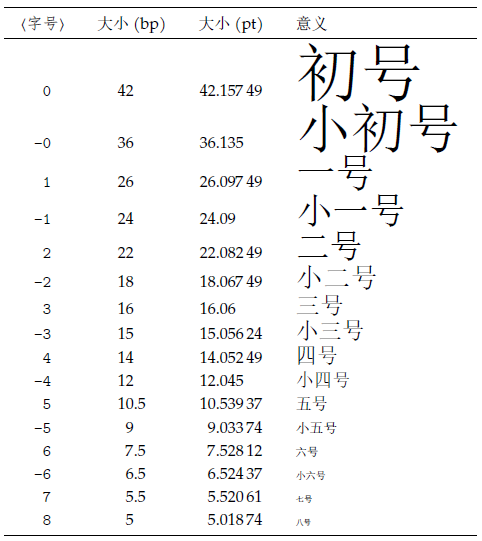 〈字号〉 大小 (bp) 大小 (pt) 意义
0 42 42.157 49 初号
−0 36 36.135 小初号
1 26 26.097 49 一号
−1 24 24.09 小一号
2 22 22.082 49 二号
−2 18 18.067 49 小二号
3 16 16.06 三号
−3 15 15.056 24 小三号
4 14 14.052 49 四号
−4 12 12.045 小四号
5 10.5 10.539 37 五号
−5 9 9.033 74 小五号
6 7.5 7.528 12 六号
−6 6.5 6.524 37 小六号
7 5.5 5.520 61 七号
8 5 5.018 74 八号